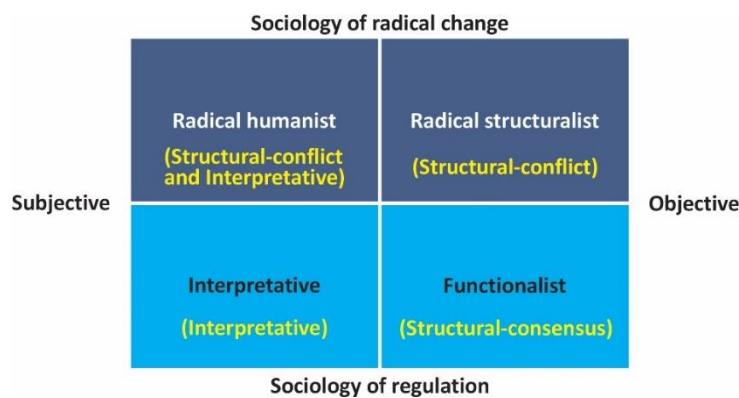 Sociology of radical change
Radical humanist
(Structural-conflict
and Interpretative)
Radical structuralist
(Structural-conflict)
Subjective
Objective
Interpretative
(Interpretative)
Functionalist
(Structural-consensus)
Sociology of regulation